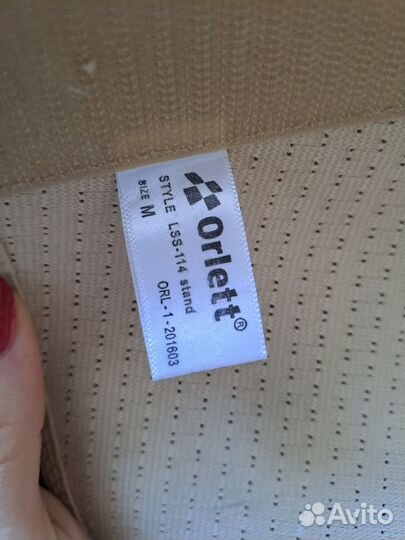 Orlett®
STYLE LSS-114 stand
SIZE M
ORL-1-201603
Avito